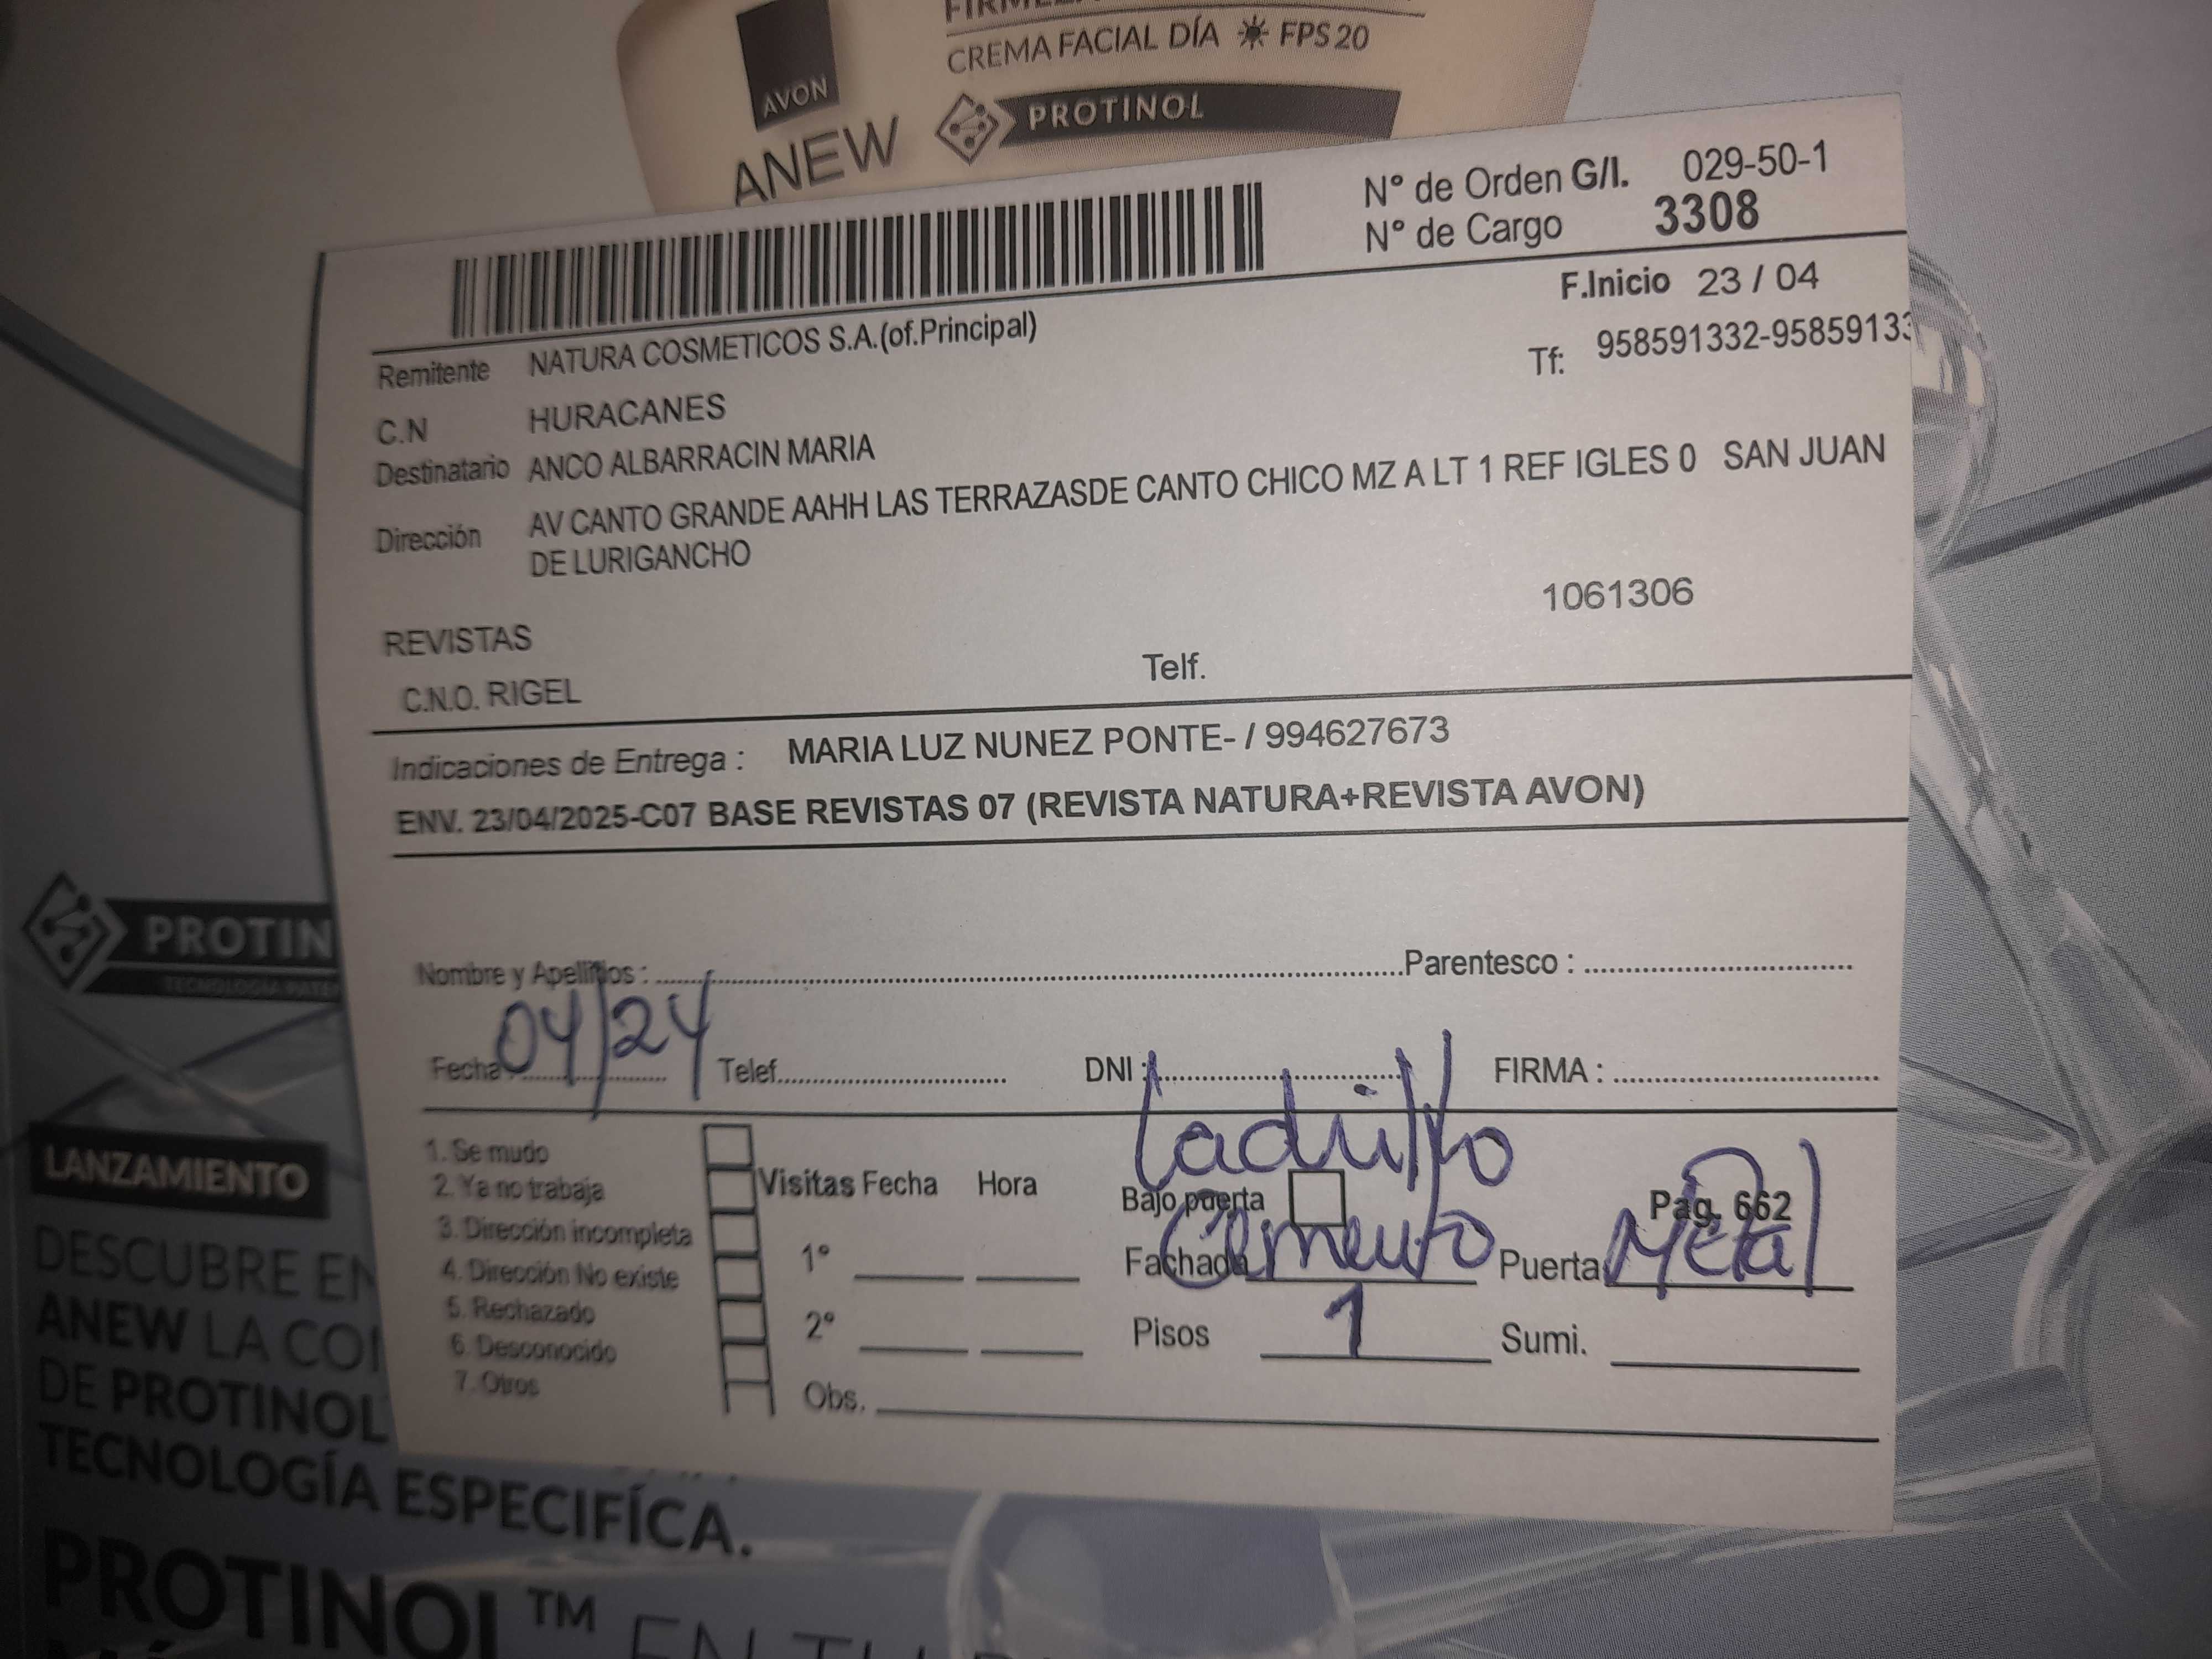 CREMA FACIAL DÍA FPS 20
AVON
PROTINOL
ANEW
N° de Orden G/I. 029-50-1
N° de Cargo 3308
F.Inicio 23 / 04
Remitente NATURA COSMETICOS S.A.(of.Principal)
Tf: 958591332-95859133
C.N HURACANES
Destinatario ANCO ALBARRACIN MARIA
Dirección AV CANTO GRANDE AAHH LAS TERRAZASDE CANTO CHICO MZ A LT 1 REF IGLES 0 SAN JUAN
DE LURIGANCHO
1061306
REVISTAS
Telf.
C.N.O. RIGEL
Indicaciones de Entrega : MARIA LUZ NUNEZ PONTE- / 994627673
ENV. 23/04/2025-C07 BASE REVISTAS 07 (REVISTA NATURA+REVISTA AVON)
PROTIN
Nombre y Apellidos : Parentesco :
Fecha : 04/24 Telef. DNI : FIRMA :
Ladrillo
1. Se mudo
2. Ya no trabaja
3. Dirección incompleta
4. Dirección No existe
5. Rechazado
6. Desconocido
7. Otros
Visitas Fecha Hora
1°
2°
Obs.
Bajo puerta Pag. 662
Fachada Cemento Puerta Metal
Pisos 1 Sumi.
LANZAMIENTO
DESCUBRE EN
ANEW LA CO
DE PROTINOL
TECNOLOGÍA ESPECIFÍCA.
PROTINOL™ EN TU